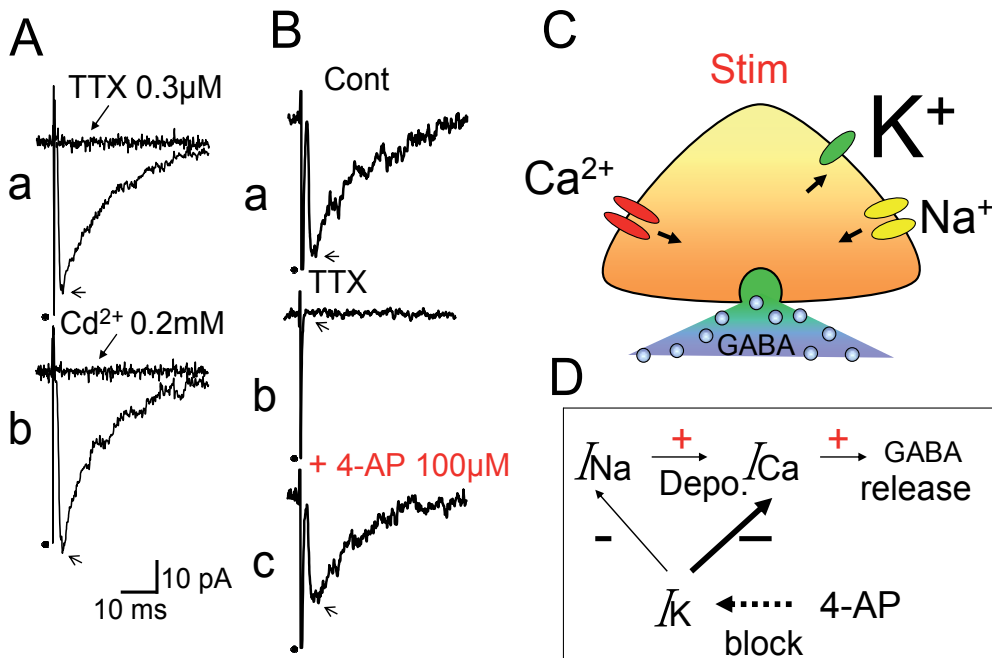 A
TTX 0.3µM
a
Cd²⁺ 0.2mM
b
10 pA
10 ms
B
Cont
a
TTX
b
+ 4-AP 100µM
c
C
Stim
K⁺
Ca²⁺
Na⁺
GABA
D
INa + Depo. ICa + GABA release
- –
IK 4-AP
block